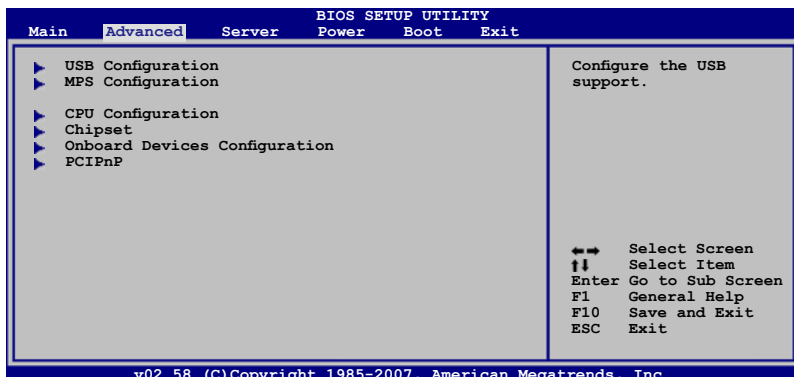 BIOS SETUP UTILITY
Main Advanced Server Power Boot Exit
USB Configuration
MPS Configuration
CPU Configuration
Chipset
Onboard Devices Configuration
PCIPnP
Configure the USB
support.
←→ Select Screen
↑↓ Select Item
Enter Go to Sub Screen
F1 General Help
F10 Save and Exit
ESC Exit
v02.58 (C)Copyright 1985-2007, American Megatrends, Inc.